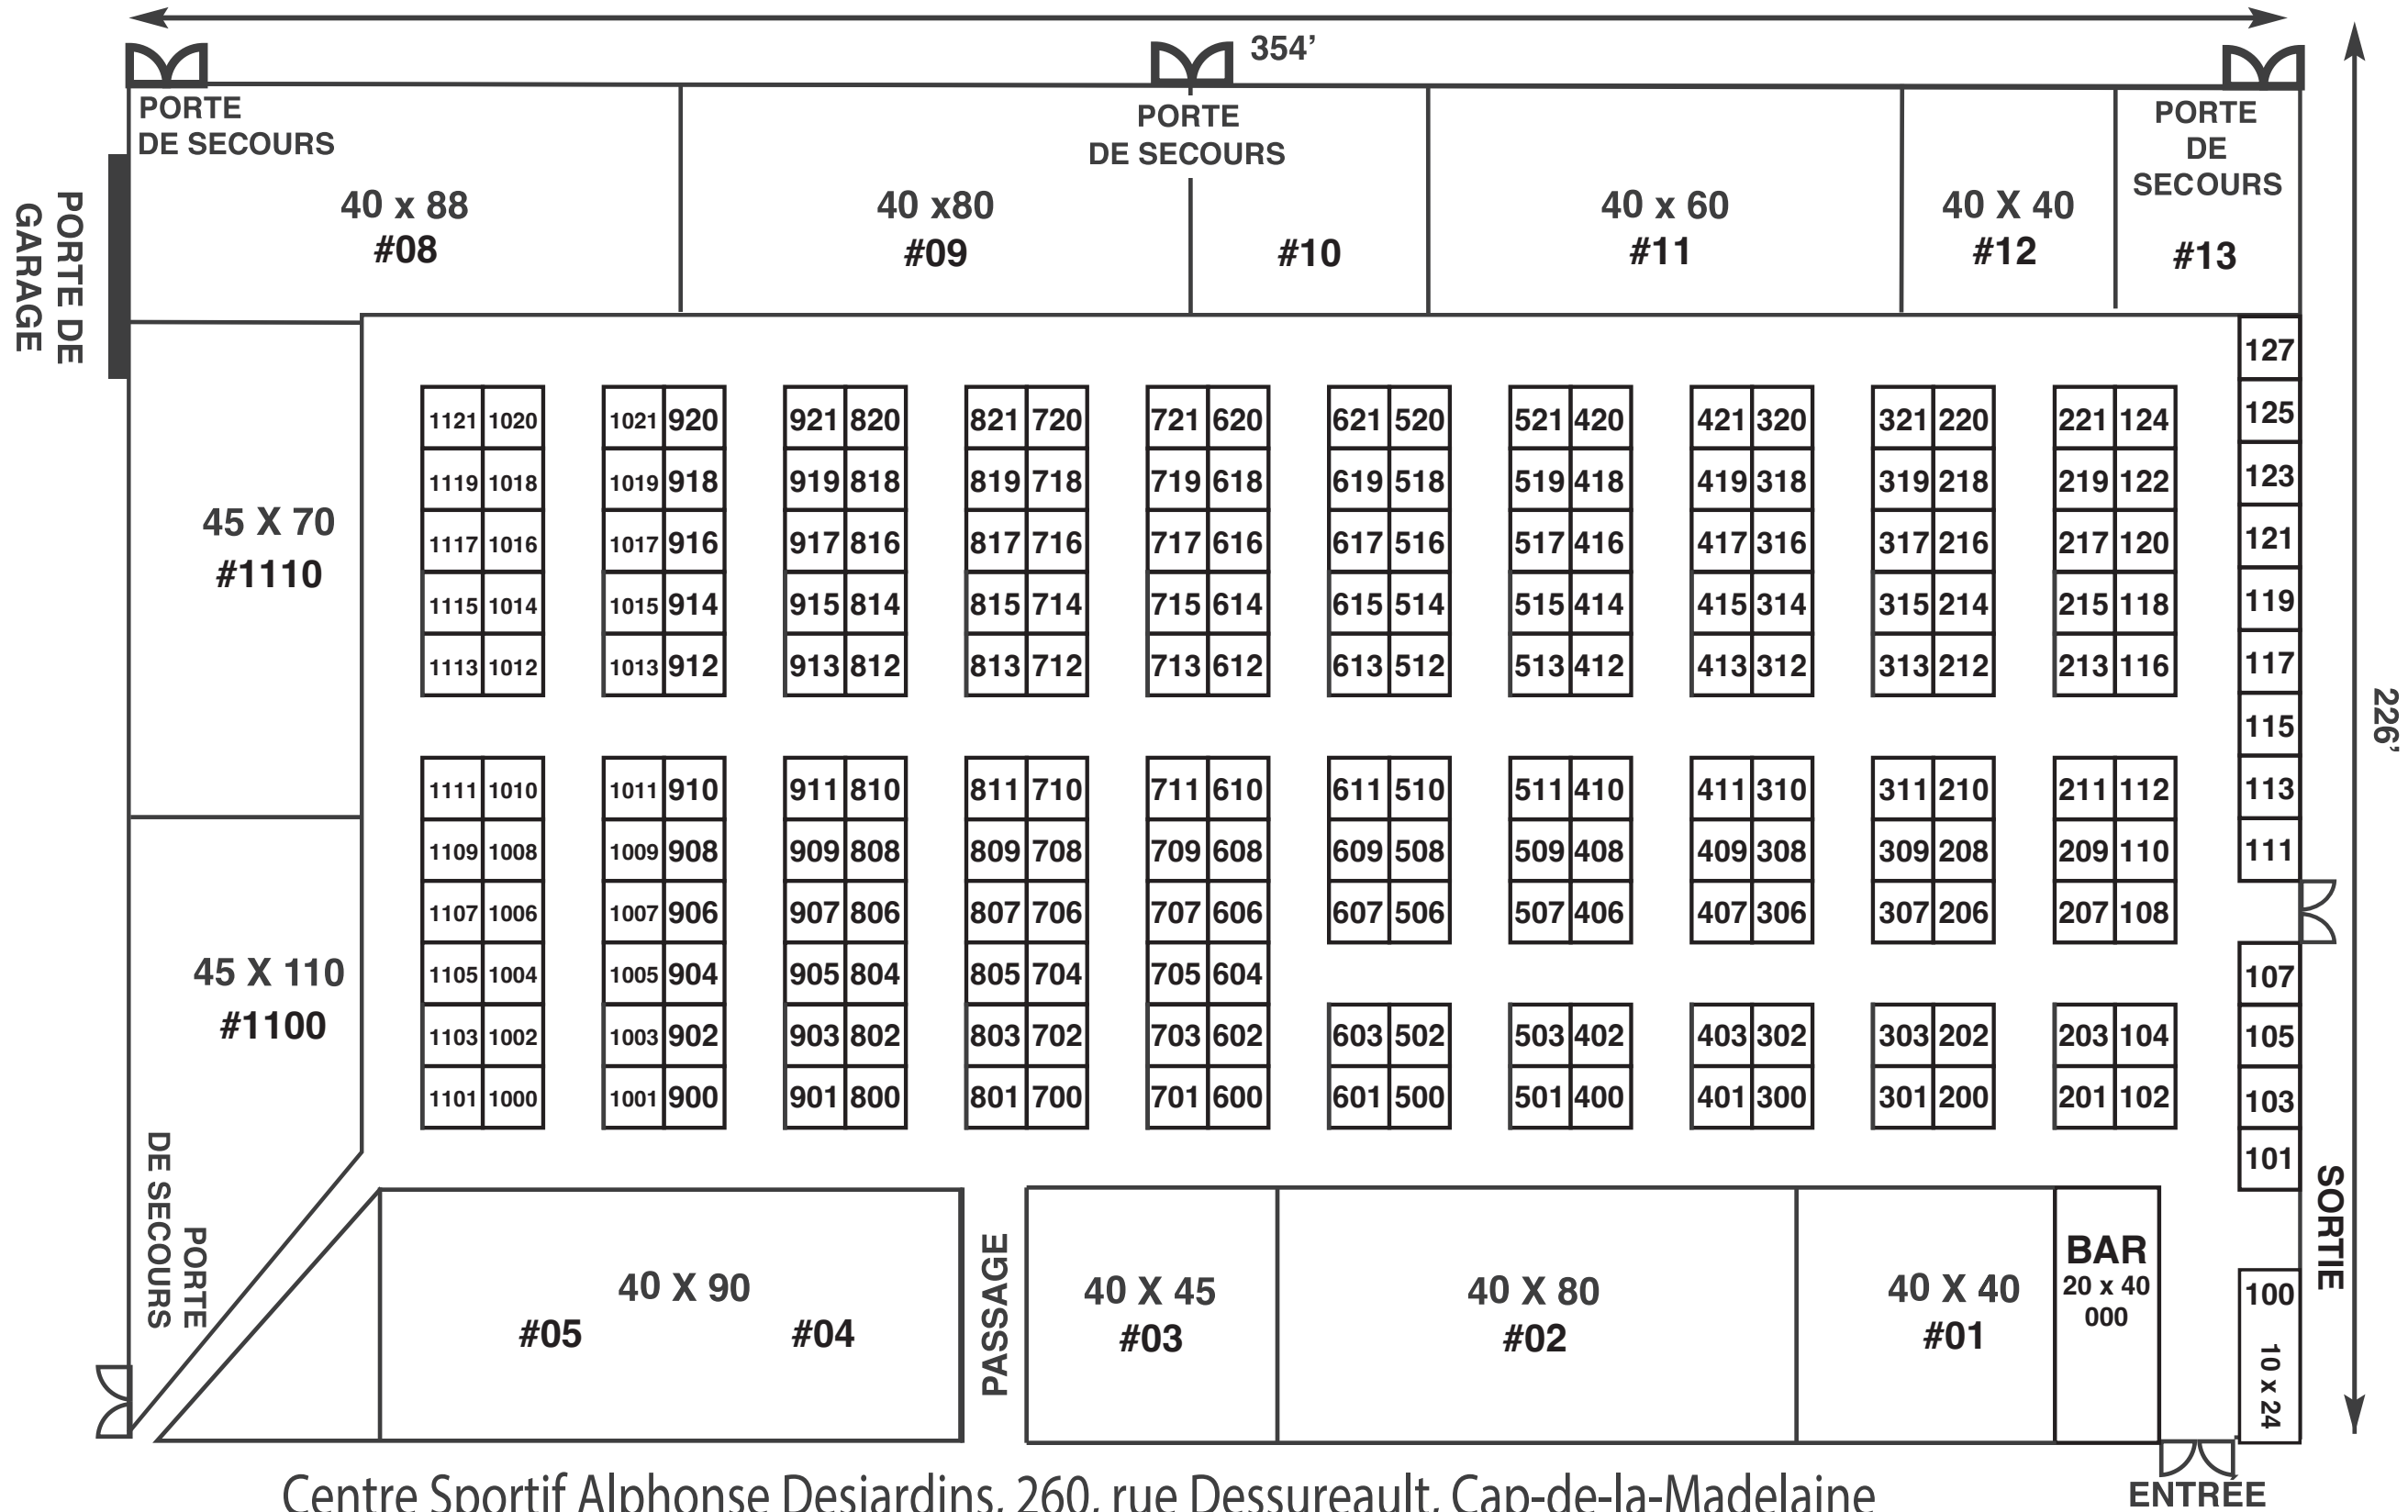 354’
PORTE
DE SECOURS
PORTE
DE SECOURS
PORTE
DE
SECOURS
PORTE DE
GARAGE
40 x 88
#08
40 x80
#09
#10
40 x 60
#11
40 X 40
#12
#13
127
125
123
121
119
117
115
113
111
107
105
103
101
226’
45 X 70
#1110
1121 1020 1021 920 921 820 821 720 721 620 621 520 521 420 421 320 321 220 221 124
1119 1018 1019 918 919 818 819 718 719 618 619 518 519 418 419 318 319 218 219 122
1117 1016 1017 916 917 816 817 716 717 616 617 516 517 416 417 316 317 216 217 120
1115 1014 1015 914 915 814 815 714 715 614 615 514 515 414 415 314 315 214 215 118
1113 1012 1013 912 913 812 813 712 713 612 613 512 513 412 413 312 313 212 213 116
1111 1010 1011 910 911 810 811 710 711 610 611 510 511 410 411 310 311 210 211 112
1109 1008 1009 908 909 808 809 708 709 608 609 508 509 408 409 308 309 208 209 110
1107 1006 1007 906 907 806 807 706 707 606 607 506 507 406 407 306 307 206 207 108
1105 1004 1005 904 905 804 805 704 705 604
1103 1002 1003 902 903 802 803 702 703 602 603 502 503 402 403 302 303 202 203 104
1101 1000 1001 900 901 800 801 700 701 600 601 500 501 400 401 300 301 200 201 102
45 X 110
#1100
PORTE
DE SECOURS
40 X 90
#05
#04
PASSAGE
40 X 45
#03
40 X 80
#02
40 X 40
#01
BAR
20 x 40
000
SORTIE
100
10 x 24
ENTRÉE
Centre Sportif Alphonse Desjardins, 260, rue Dessureault, Cap-de-la-Madelaine